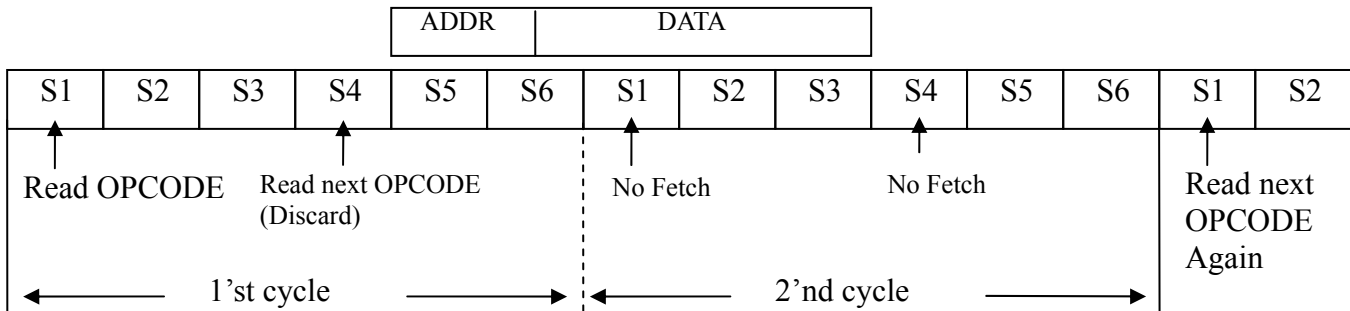 ADDR DATA
S1 S2 S3 S4 S5 S6 S1 S2 S3 S4 S5 S6 S1 S2
Read OPCODE
Read next OPCODE
(Discard)
No Fetch
No Fetch
Read next
OPCODE
Again
1’st cycle
2’nd cycle